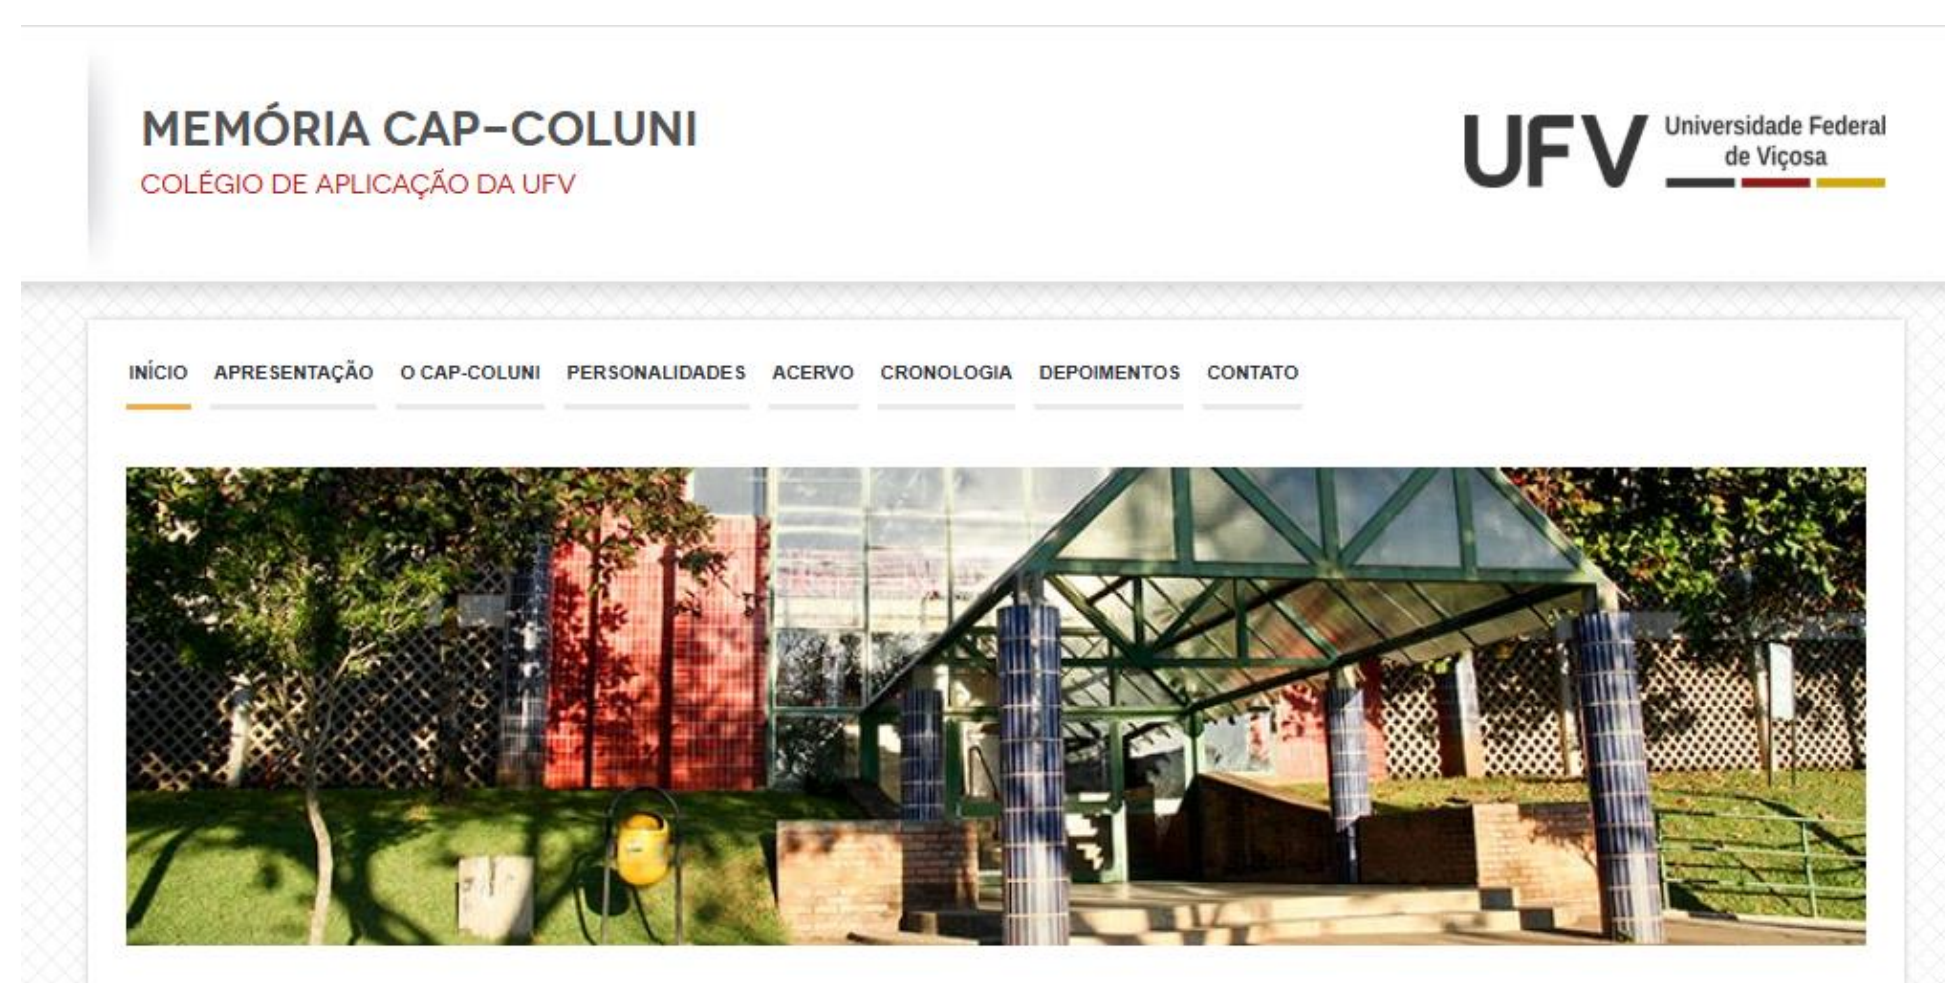 MEMÓRIA CAP-COLUNI
COLÉGIO DE APLICAÇÃO DA UFV
UFV
Universidade Federal
de Viçosa
INÍCIO APRESENTAÇÃO O CAP-COLUNI PERSONALIDADES ACERVO CRONOLOGIA DEPOIMENTOS CONTATO